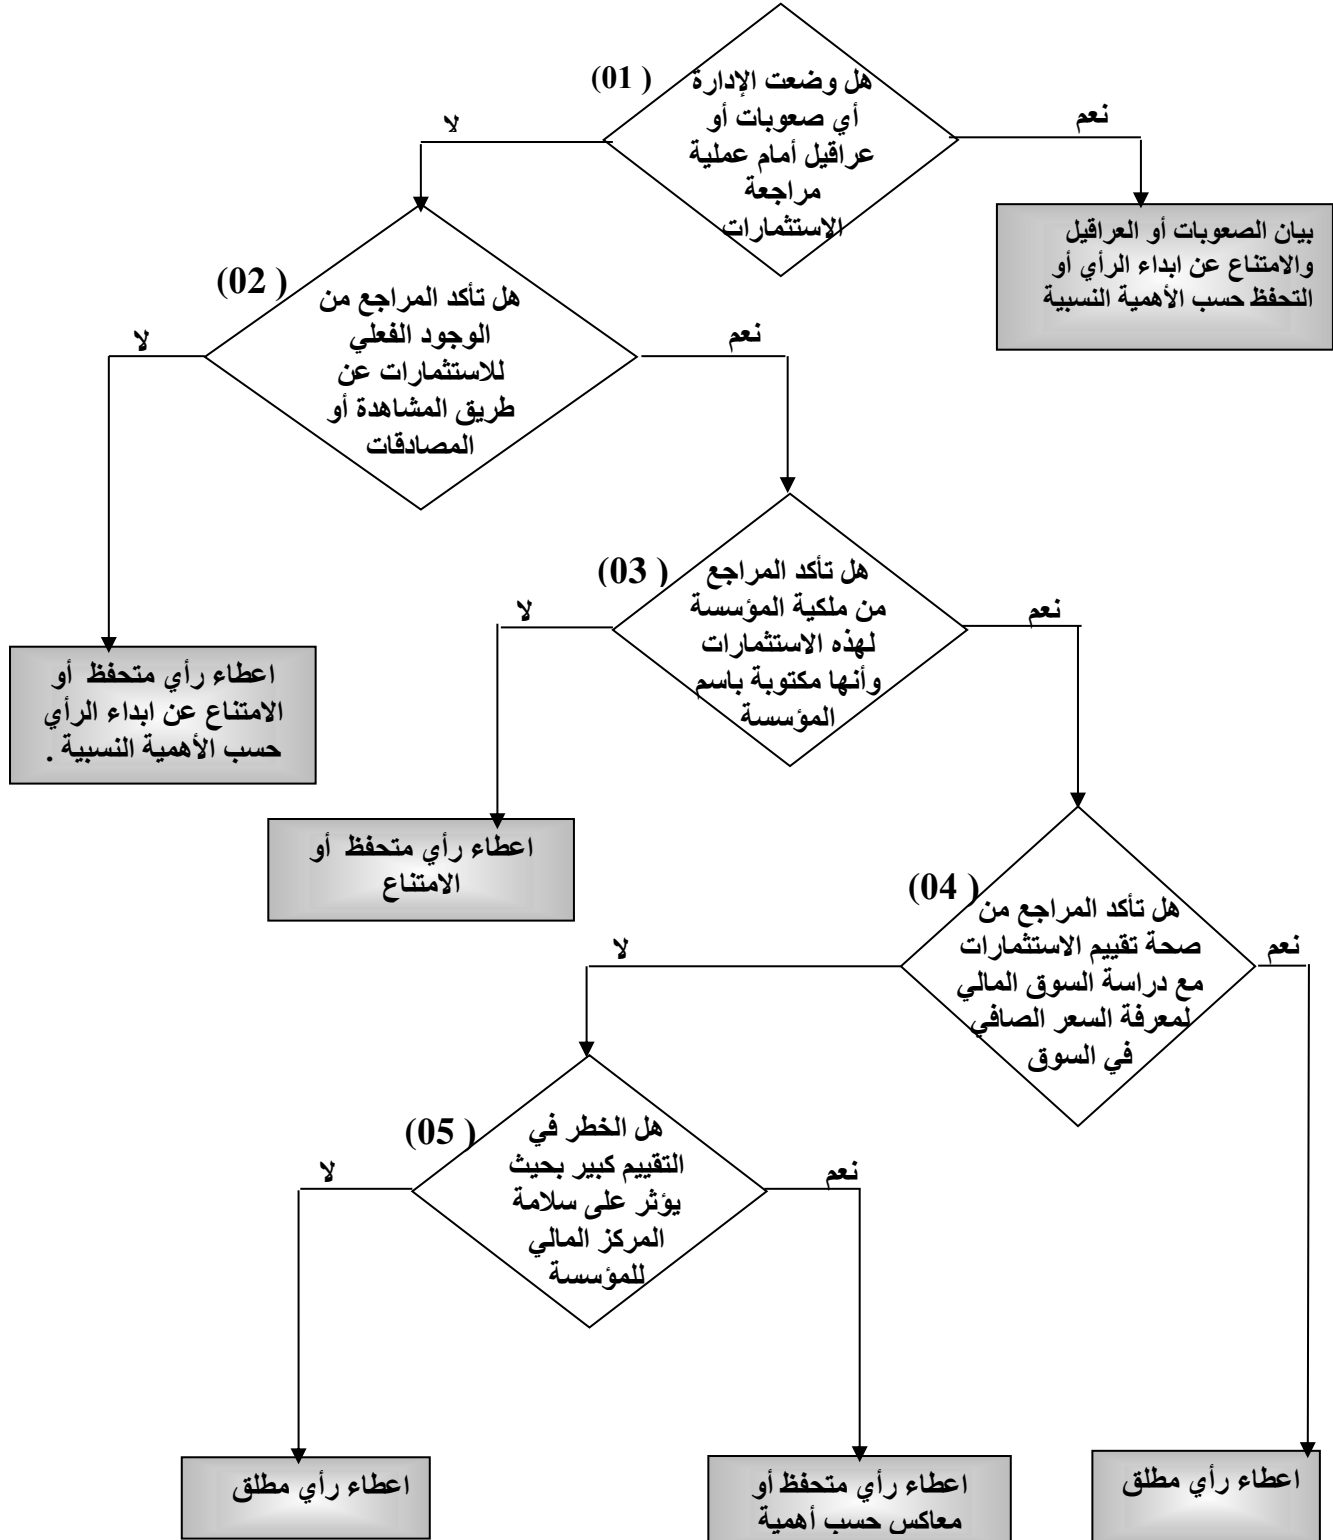 (01 )
هل وضعت الإدارة
أي صعوبات أو
عراقيل أمام عملية
مراجعة
الاستثمارات
نعم
لا
بيان الصعوبات أو العراقيل
والامتناع عن ابداء الرأي أو
التحفظ حسب الأهمية النسبية
(02 )
هل تأكد المراجع من
الوجود الفعلي
للاستثمارات عن
طريق المشاهدة أو
المصادقات
نعم
لا
(03 )
هل تأكد المراجع
من ملكية المؤسسة
لهذه الاستثمارات
وأنها مكتوبة باسم
المؤسسة
نعم
لا
اعطاء رأي متحفظ أو
الامتناع عن ابداء الرأي
حسب الأهمية النسبية .
اعطاء رأي متحفظ أو
الامتناع
(04 )
هل تأكد المراجع من
صحة تقييم الاستثمارات
مع دراسة السوق المالي
لمعرفة السعر الصافي
في السوق
نعم
لا
(05 )
هل الخطر في
التقييم كبير بحيث
يؤثر على سلامة
المركز المالي
للمؤسسة
نعم
لا
اعطاء رأي مطلق
اعطاء رأي متحفظ أو
معاكس حسب أهمية
اعطاء رأي مطلق